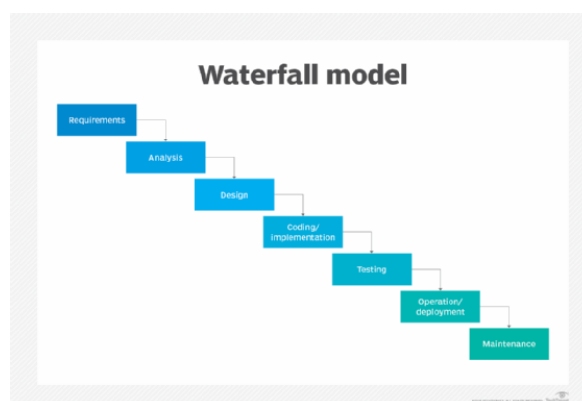 Waterfall model
Requirements
Analysis
Design
Coding/
implementation
Testing
Operation/
deployment
Maintenance